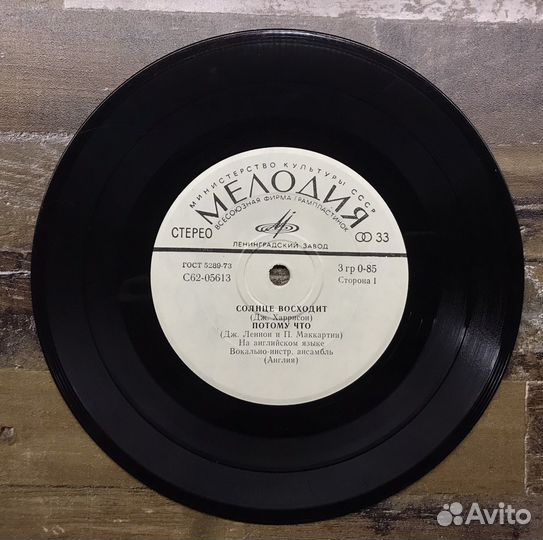 МИНИСТЕРСТВО КУЛЬТУРЫ СССР
МЕЛОДИЯ
ВСЕСОЮЗНАЯ ФИРМА ГРАМПЛАСТИНОК
СТЕРЕО
33
ЛЕНИНГРАДСКИЙ ЗАВОД
ГОСТ 5289-73
3 гр 0-85
С62-05613
Сторона 1
СОЛНЦЕ ВОСХОДИТ
(Дж. Харрисон)
ПОТОМУ ЧТО
(Дж. Леннон и П. Маккартни)
На английском языке
Вокально-инстр. ансамбль
(Англия)
Avito